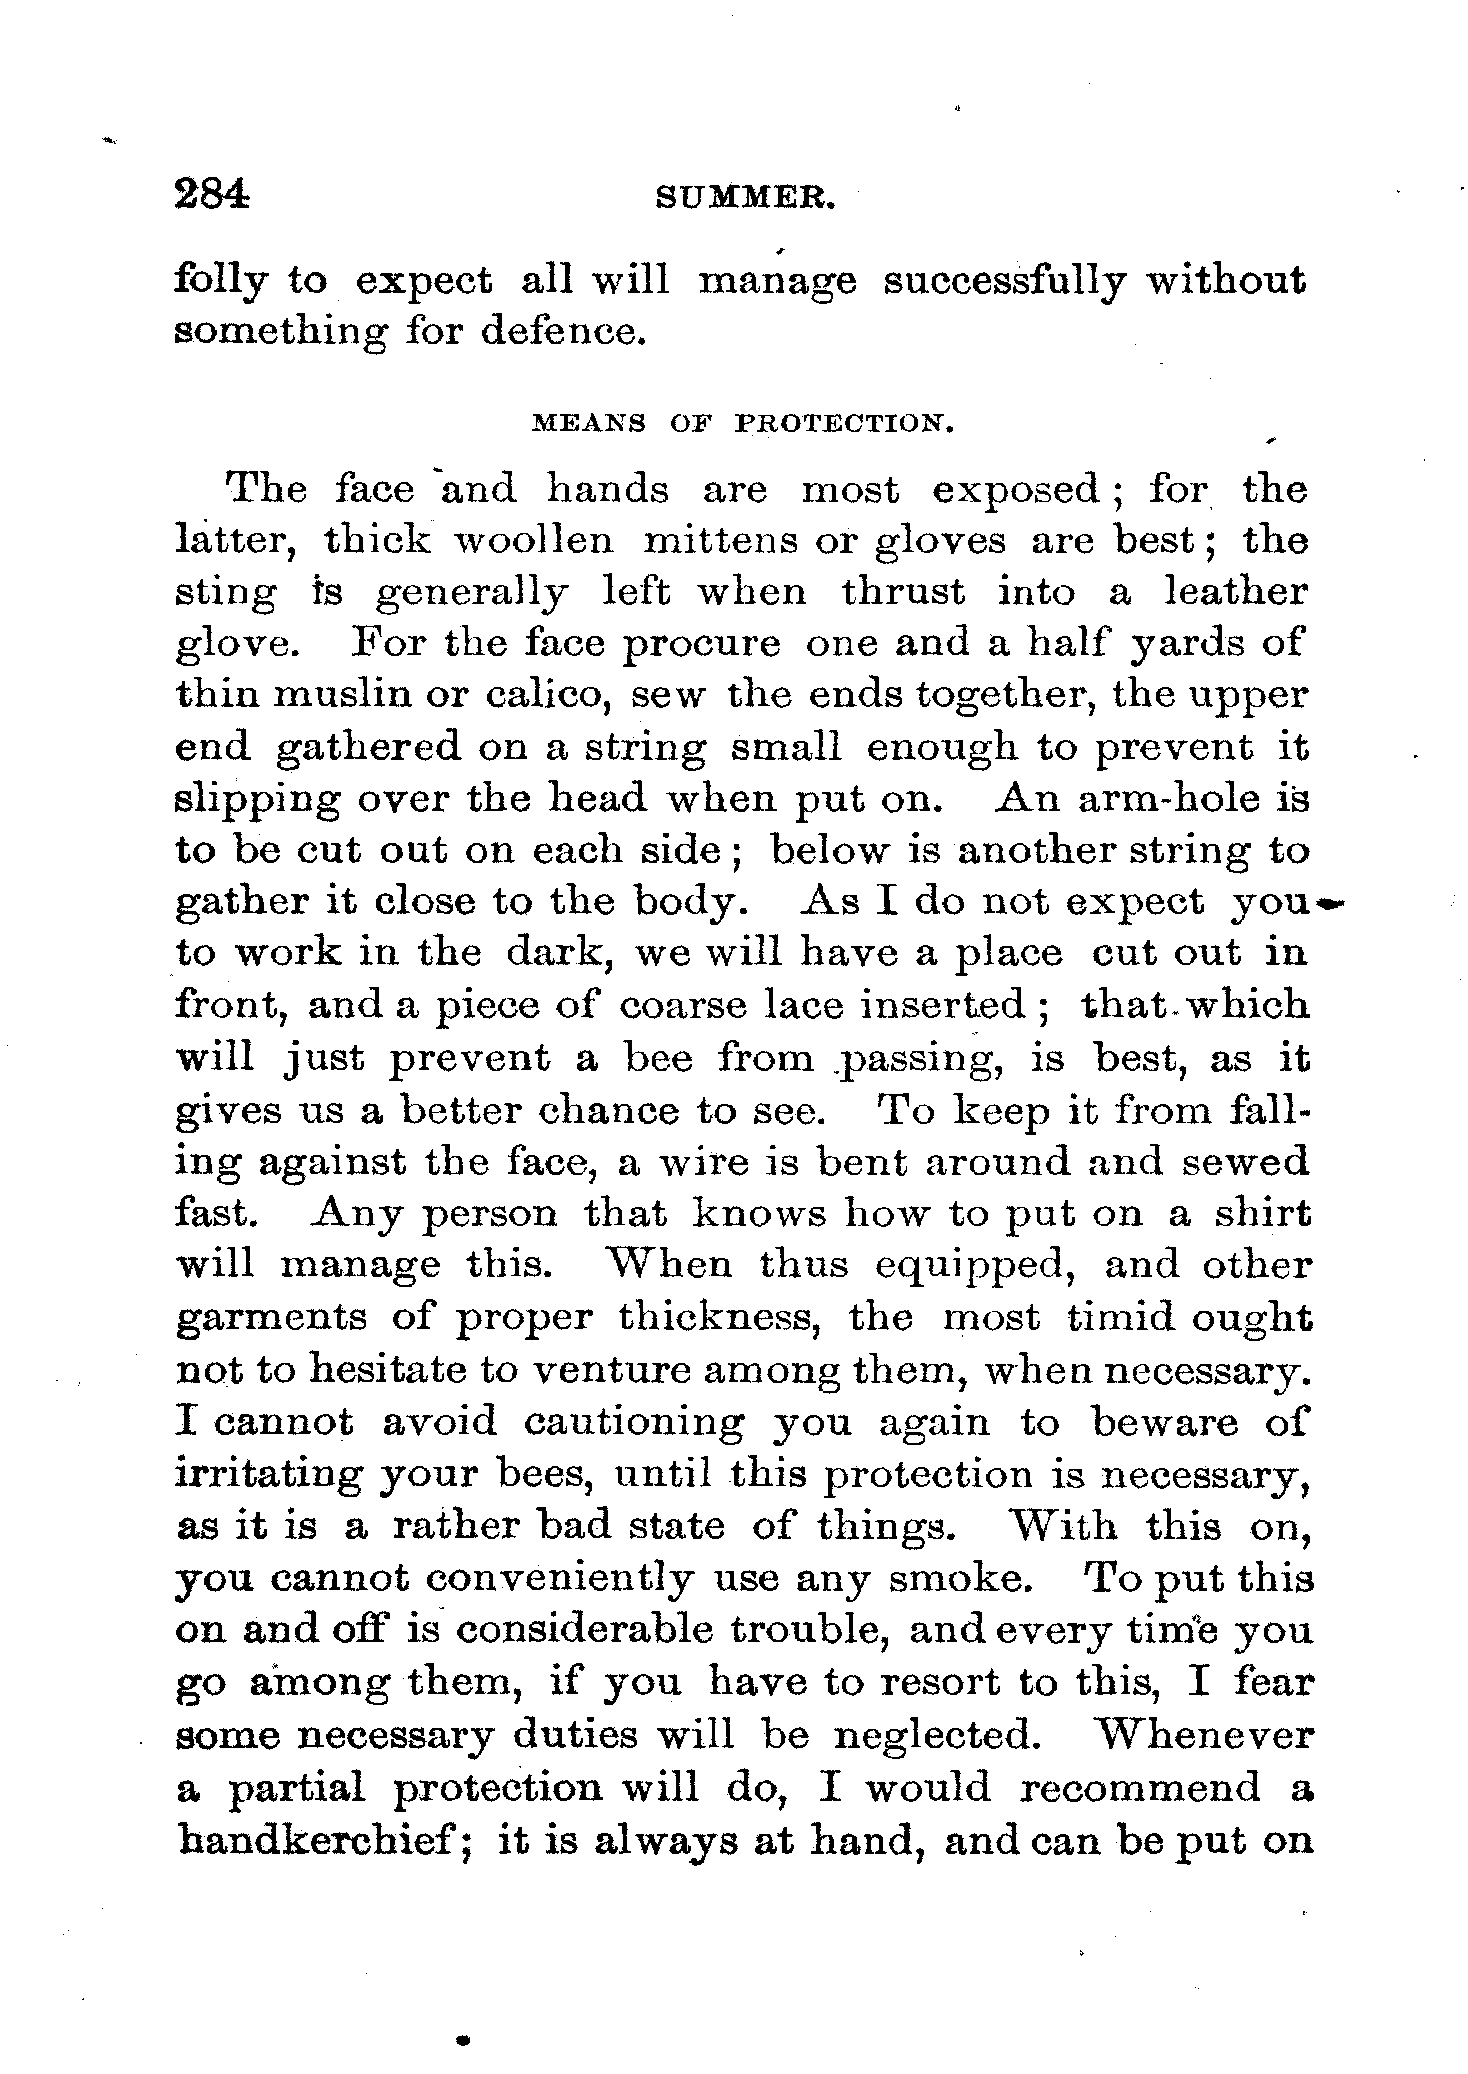 284 SUMMER.
folly to expect all will manage successfully without
something for defence.
MEANS OF PROTECTION.
The face and hands are most exposed ; for the
latter, thick woollen mittens or gloves are best ; the
sting is generally left when thrust into a leather
glove. For the face procure one and a half yards of
thin muslin or calico, sew the ends together, the upper
end gathered on a string small enough to prevent it
slipping over the head when put on. An arm-hole is
to be cut out on each side ; below is another string to
gather it close to the body. As I do not expect you
to work in the dark, we will have a place cut out in
front, and a piece of coarse lace inserted ; that which
will just prevent a bee from passing, is best, as it
gives us a better chance to see. To keep it from fall-
ing against the face, a wire is bent around and sewed
fast. Any person that knows how to put on a shirt
will manage this. When thus equipped, and other
garments of proper thickness, the most timid ought
not to hesitate to venture among them, when necessary.
I cannot avoid cautioning you again to beware of
irritating your bees, until this protection is necessary,
as it is a rather bad state of things. With this on,
you cannot conveniently use any smoke. To put this
on and off is considerable trouble, and every time you
go among them, if you have to resort to this, I fear
some necessary duties will be neglected. Whenever
a partial protection will do, I would recommend a
handkerchief ; it is always at hand, and can be put on